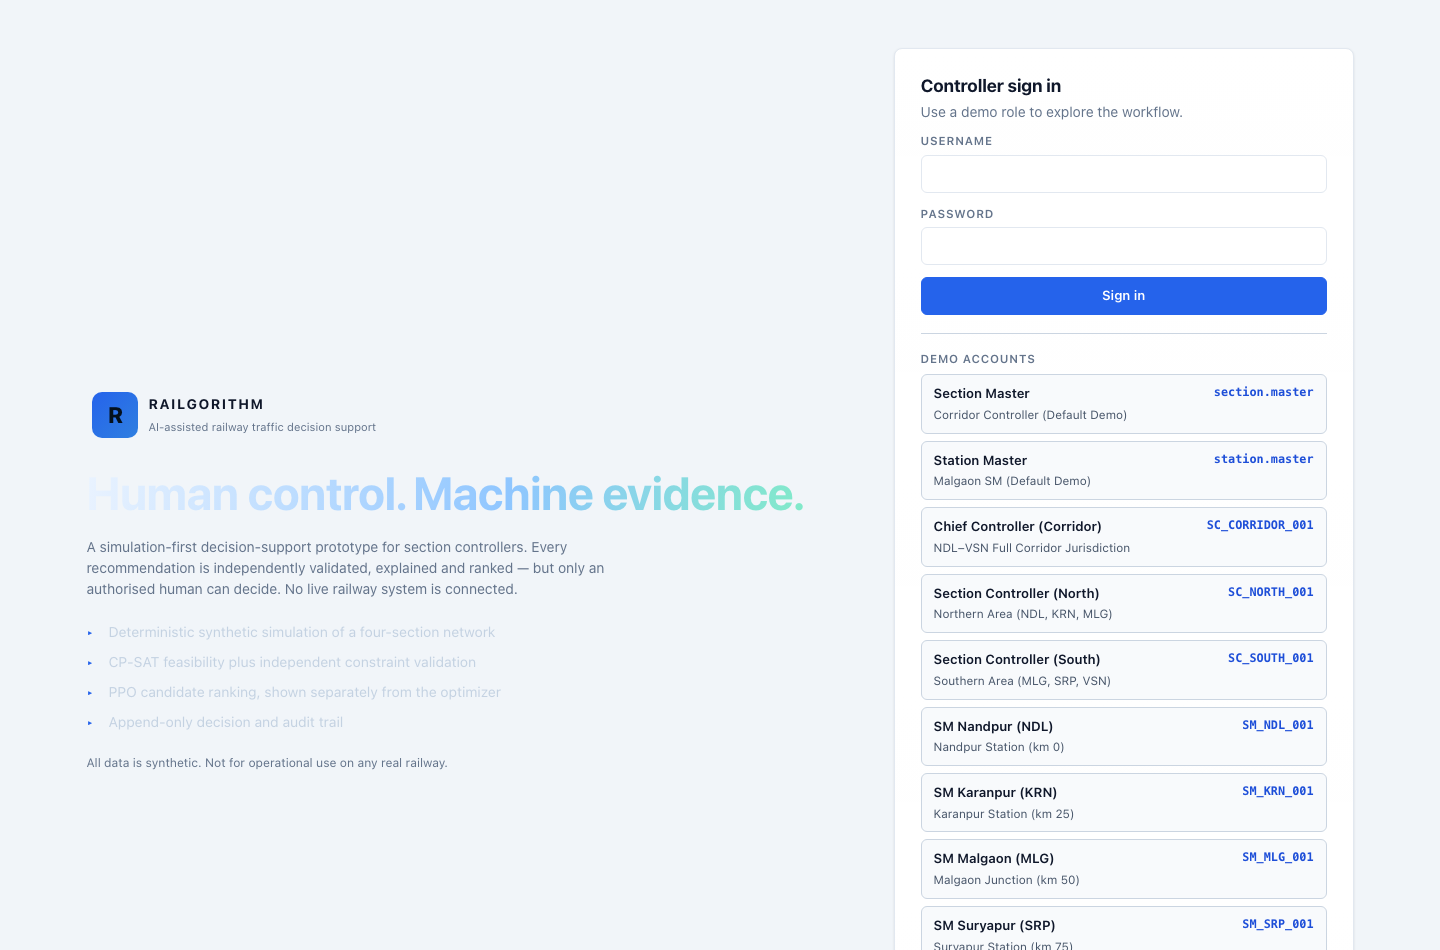 R
RAILGORITHM
AI-assisted railway traffic decision support
Human control. Machine evidence.
A simulation-first decision-support prototype for section controllers. Every
recommendation is independently validated, explained and ranked — but only an
authorised human can decide. No live railway system is connected.
▸ Deterministic synthetic simulation of a four-section network
▸ CP-SAT feasibility plus independent constraint validation
▸ PPO candidate ranking, shown separately from the optimizer
▸ Append-only decision and audit trail
All data is synthetic. Not for operational use on any real railway.
Controller sign in
Use a demo role to explore the workflow.
USERNAME
PASSWORD
Sign in
DEMO ACCOUNTS
Section Master section.master
Corridor Controller (Default Demo)
Station Master station.master
Malgaon SM (Default Demo)
Chief Controller (Corridor) SC_CORRIDOR_001
NDL–VSN Full Corridor Jurisdiction
Section Controller (North) SC_NORTH_001
Northern Area (NDL, KRN, MLG)
Section Controller (South) SC_SOUTH_001
Southern Area (MLG, SRP, VSN)
SM Nandpur (NDL) SM_NDL_001
Nandpur Station (km 0)
SM Karanpur (KRN) SM_KRN_001
Karanpur Station (km 25)
SM Malgaon (MLG) SM_MLG_001
Malgaon Junction (km 50)
SM Suryapur (SRP) SM_SRP_001
Suryapur Station (km 75)